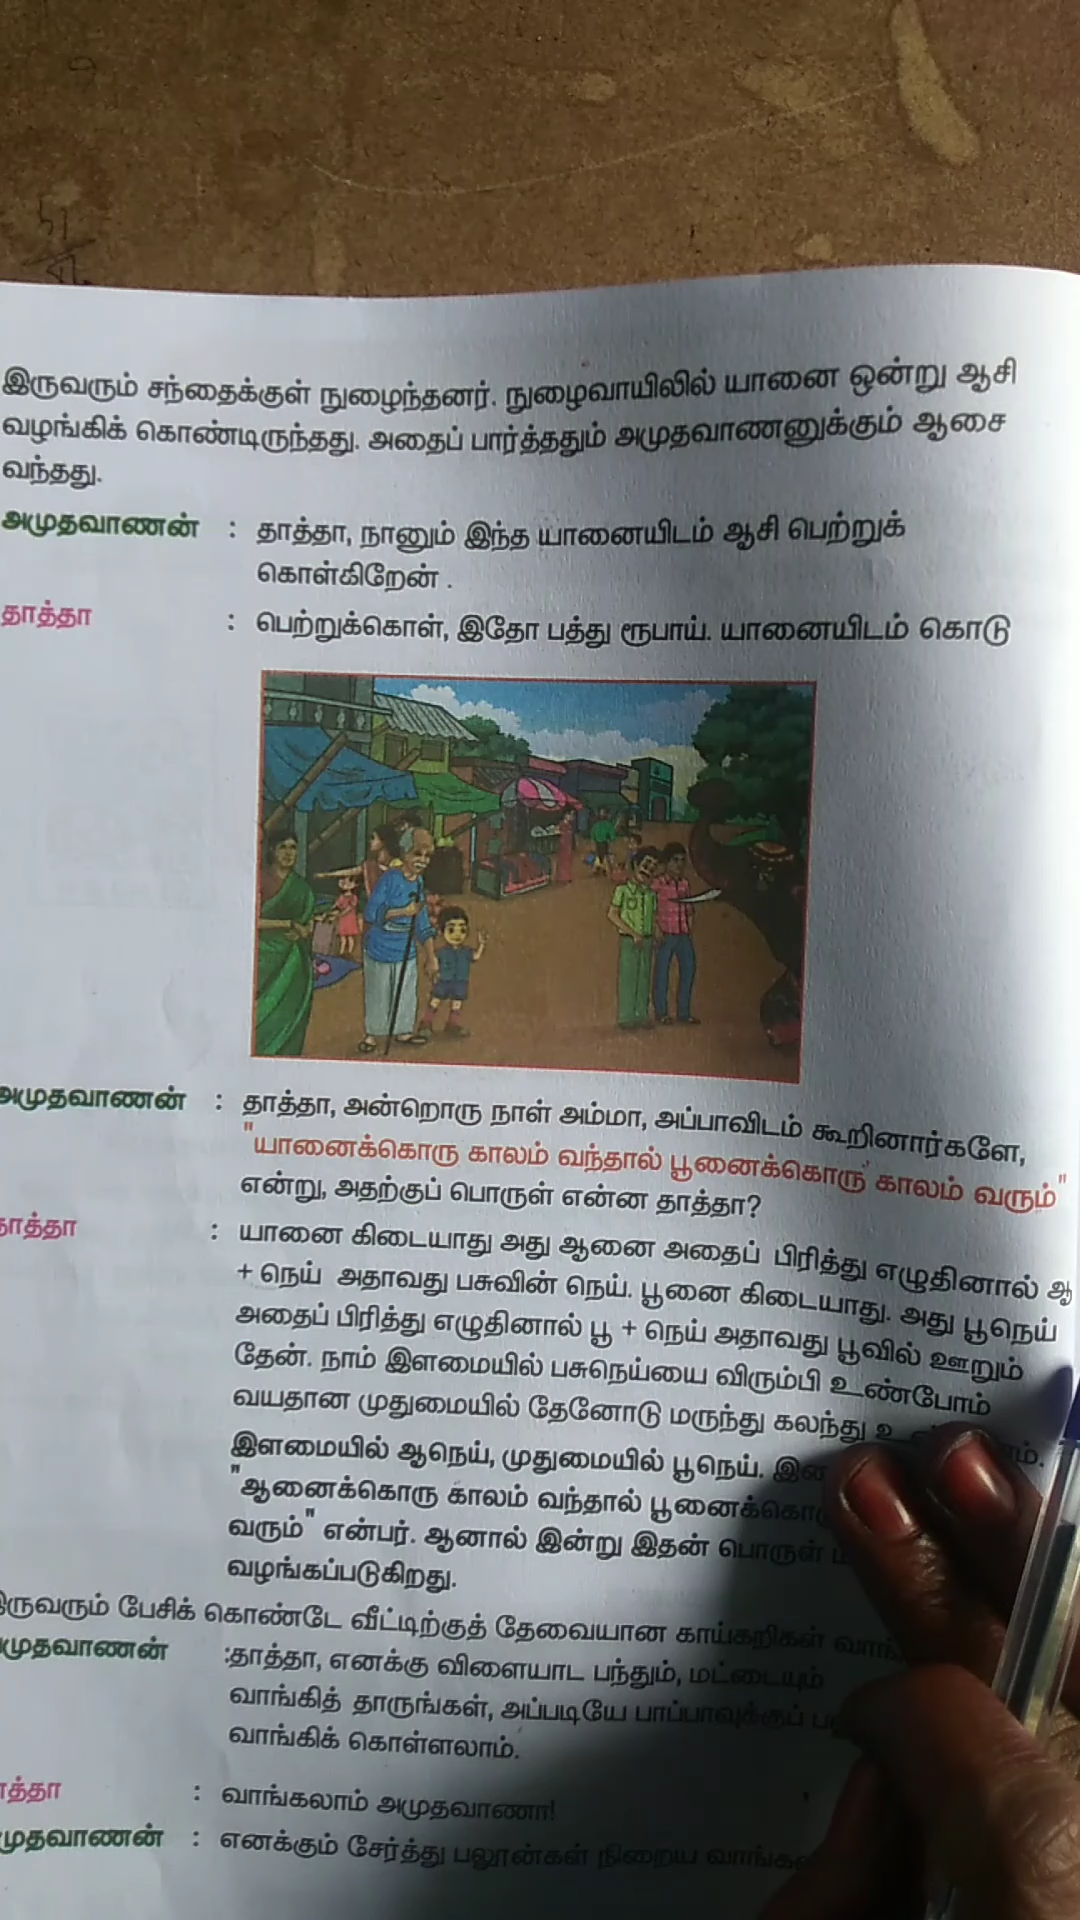 இருவரும் சந்தைக்குள் நுழைந்தனர். நுழைவாயிலில் யானை ஒன்று ஆசி
வழங்கிக் கொண்டிருந்தது. அதைப் பார்த்ததும் அமுதவாணனுக்கும் ஆசை
வந்தது.
அமுதவாணன் : தாத்தா, நானும் இந்த யானையிடம் ஆசி பெற்றுக்
கொள்கிறேன் .
தாத்தா : பெற்றுக்கொள், இதோ பத்து ரூபாய். யானையிடம் கொடு
அமுதவாணன் : தாத்தா, அன்றொரு நாள் அம்மா, அப்பாவிடம் கூறினார்களே,
"யானைக்கொரு காலம் வந்தால் பூனைக்கொரு காலம் வரும்"
என்று, அதற்குப் பொருள் என்ன தாத்தா?
தாத்தா : யானை கிடையாது அது ஆனை அதைப் பிரித்து எழுதினால் ஆ
+ நெய் அதாவது பசுவின் நெய். பூனை கிடையாது. அது பூநெய்
அதைப் பிரித்து எழுதினால் பூ + நெய் அதாவது பூவில் ஊறும்
தேன். நாம் இளமையில் பசுநெய்யை விரும்பி உண்போம்
வயதான முதுமையில் தேனோடு மருந்து கலந்து
இளமையில் ஆநெய், முதுமையில் பூநெய்.
"ஆனைக்கொரு காலம் வந்தால்
வரும்" என்பர். ஆனால் இன்று இதன் பொருள்
வழங்கப்படுகிறது.
இருவரும் பேசிக் கொண்டே வீட்டிற்குத் தேவையான காய்கறிகள்
அமுதவாணன் :தாத்தா, எனக்கு விளையாட பந்தும், மட்டையும்
வாங்கித் தாருங்கள், அப்படியே பாப்பாவுக்குப்
வாங்கிக் கொள்ளலாம்.
தாத்தா : வாங்கலாம் அமுதவாணா!
அமுதவாணன் : எனக்கும் சேர்த்து பலூன்கள் நிறைய